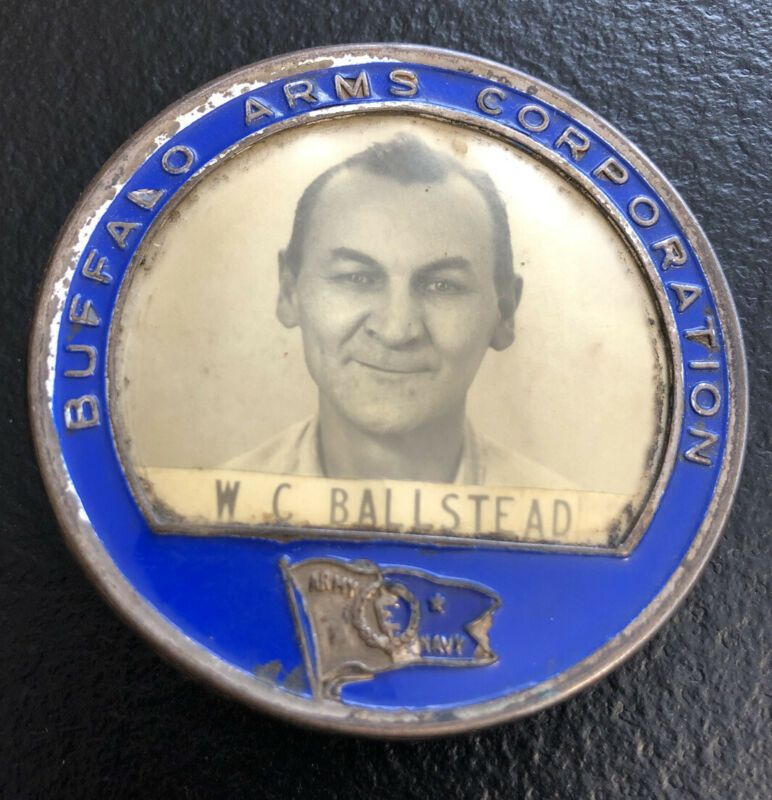 BUFFALO ARMS CORPORATION
W C BALLSTEAD
ARMY
E
NAVY